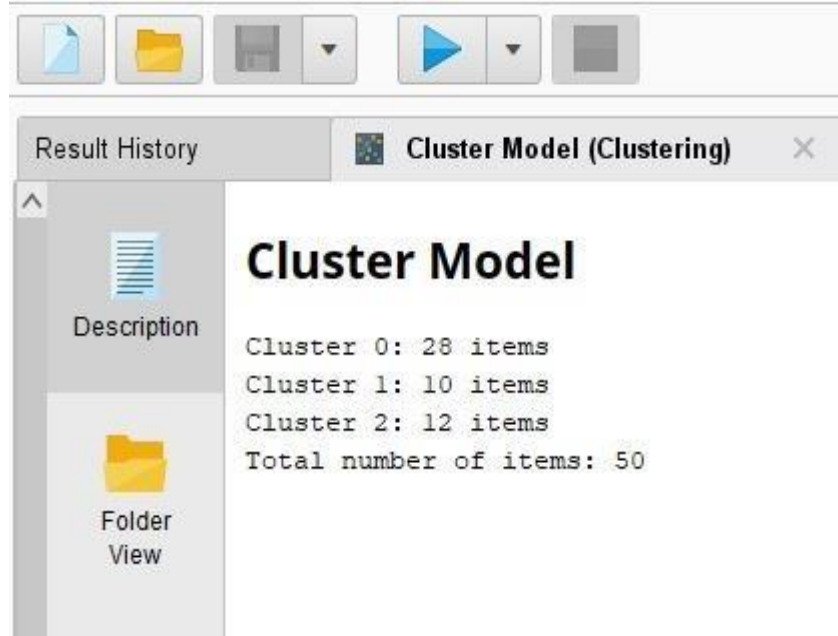 Result History
Cluster Model (Clustering)
Description
Folder
View
Cluster Model
Cluster 0: 28 items
Cluster 1: 10 items
Cluster 2: 12 items
Total number of items: 50